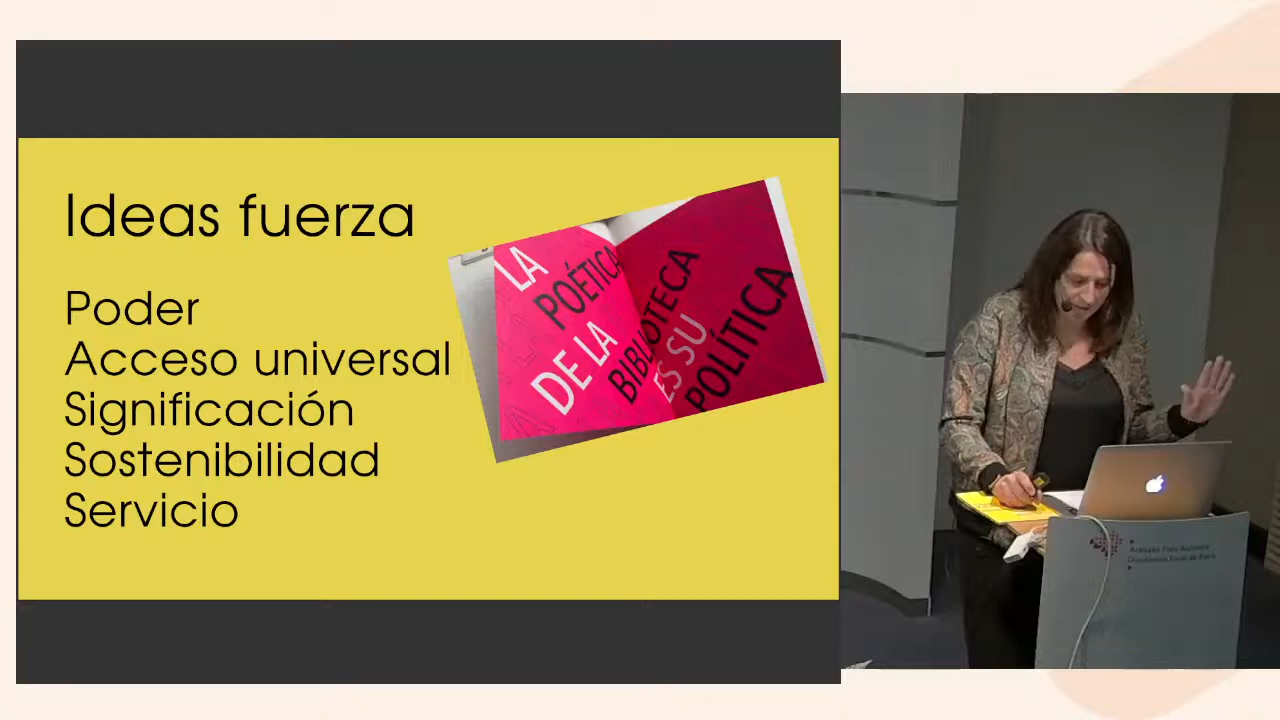 Ideas fuerza
Poder
Acceso universal
Significación
Sostenibilidad
Servicio
LA
POÉTICA
DE LA
BIBLIOTECA
ES SU
POLÍTICA